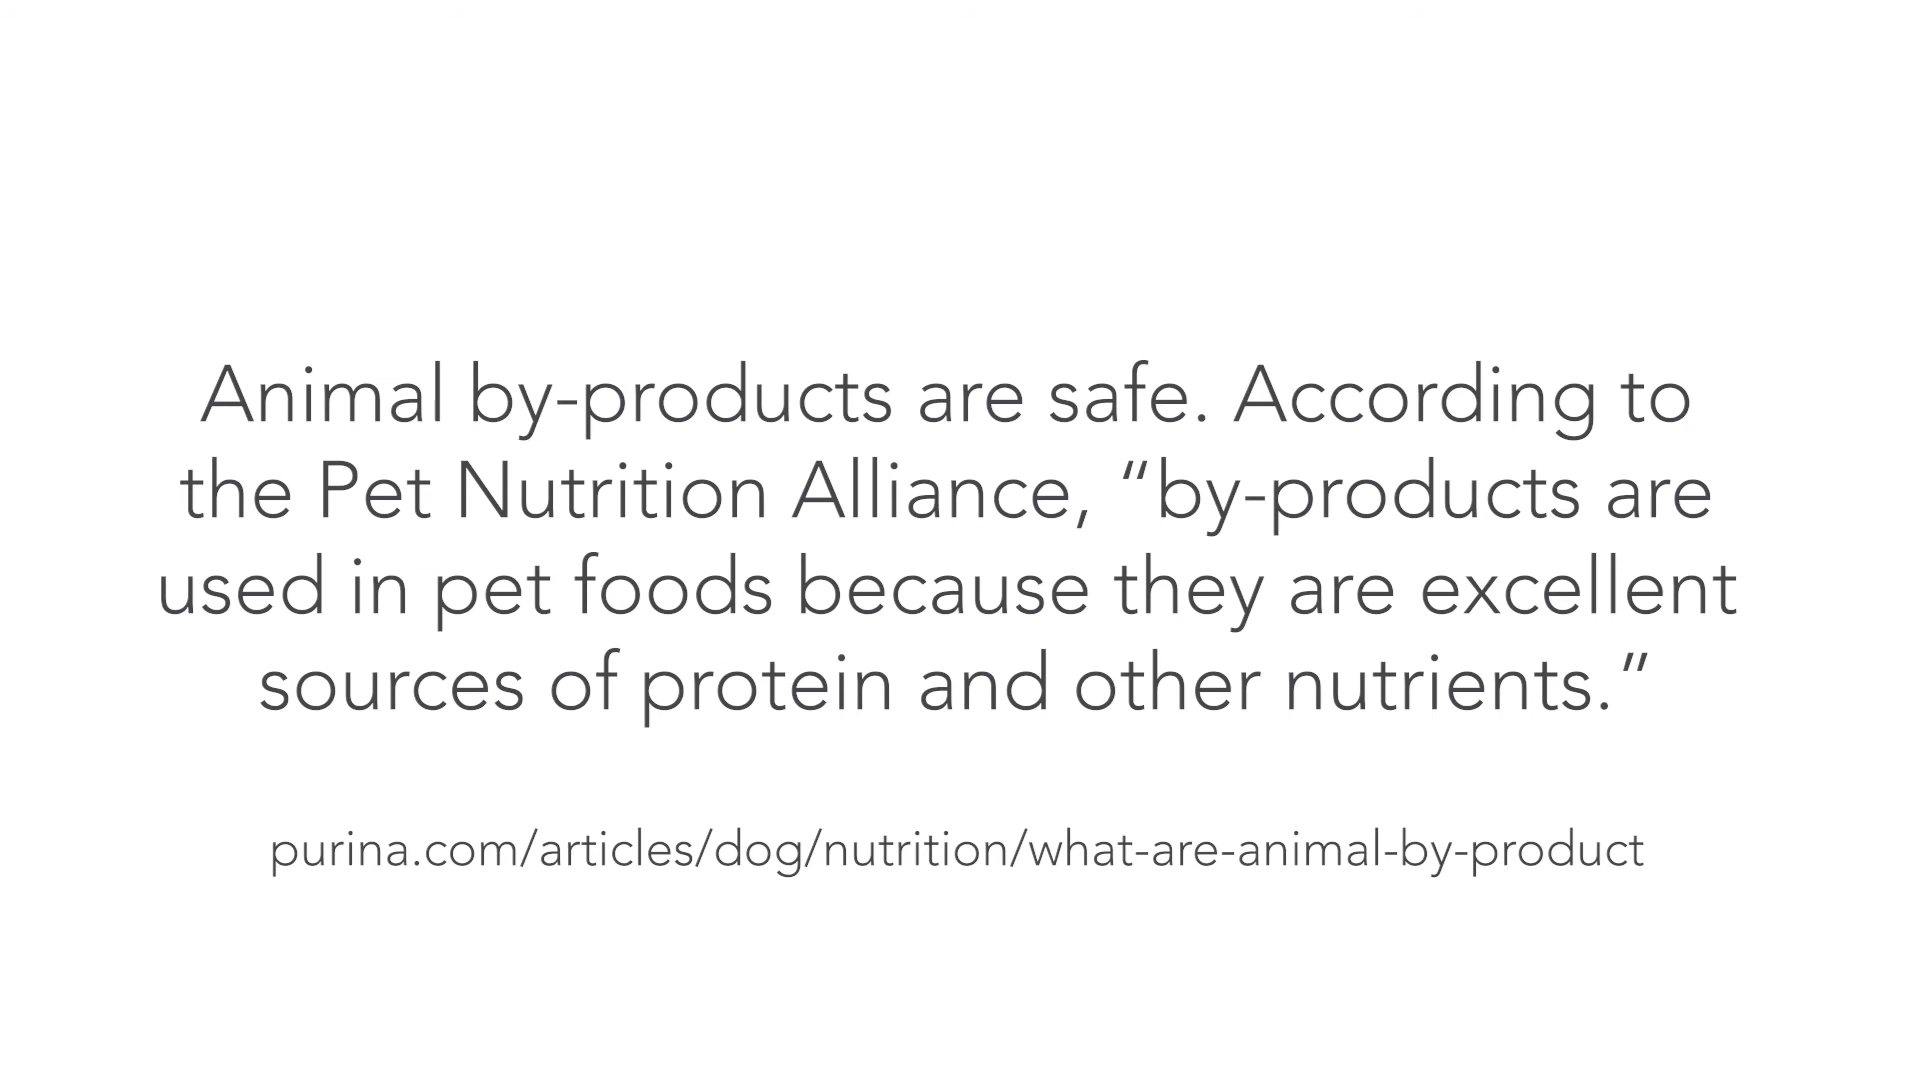 Animal by-products are safe. According to
the Pet Nutrition Alliance, “by-products are
used in pet foods because they are excellent
sources of protein and other nutrients.”
purina.com/articles/dog/nutrition/what-are-animal-by-product